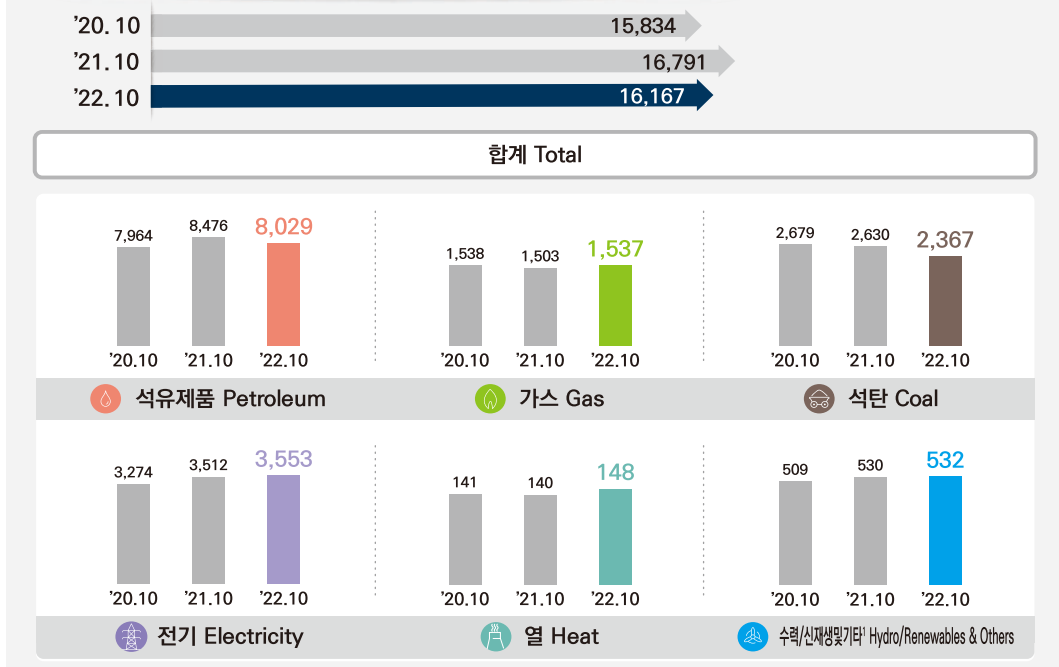 ’20.10 15,834
’21.10 16,791
’22.10 16,167
합계 Total
7,964 8,476 8,029
’20.10 ’21.10 ’22.10
석유제품 Petroleum
1,538 1,503 1,537
’20.10 ’21.10 ’22.10
가스 Gas
2,679 2,630 2,367
’20.10 ’21.10 ’22.10
석탄 Coal
3,274 3,512 3,553
’20.10 ’21.10 ’22.10
전기 Electricity
141 140 148
’20.10 ’21.10 ’22.10
열 Heat
509 530 532
’20.10 ’21.10 ’22.10
수력/신재생및기타¹ Hydro/Renewables & Others